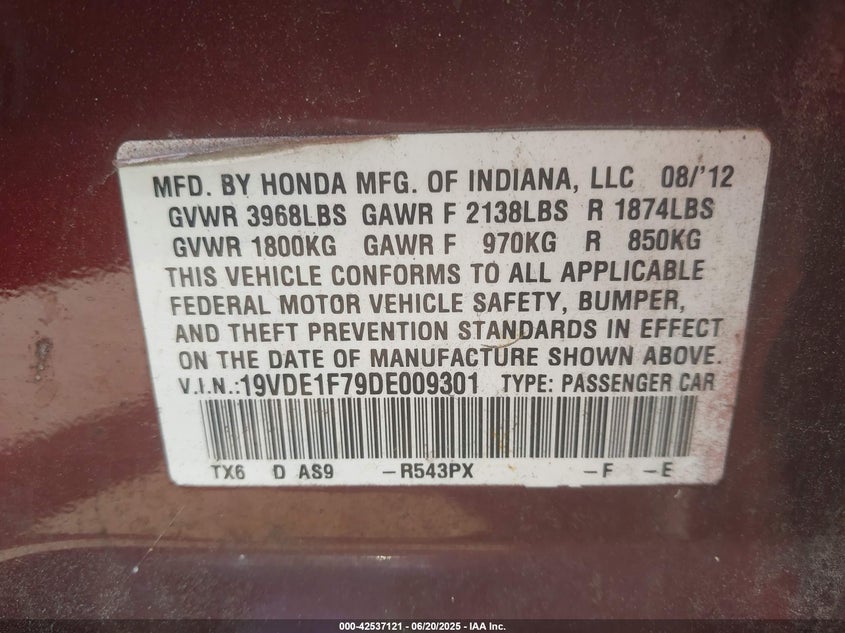 MFD. BY HONDA MFG. OF INDIANA, LLC 08/'12
GVWR 3968LBS GAWR F 2138LBS R 1874LBS
GVWR 1800KG GAWR F 970KG R 850KG
THIS VEHICLE CONFORMS TO ALL APPLICABLE
FEDERAL MOTOR VEHICLE SAFETY, BUMPER,
AND THEFT PREVENTION STANDARDS IN EFFECT
ON THE DATE OF MANUFACTURE SHOWN ABOVE.
V.I.N.:19VDE1F79DE009301 TYPE: PASSENGER CAR
TX6 D AS9 –R543PX –F –E
000-42537121 | 06/20/2025 - IAA Inc.